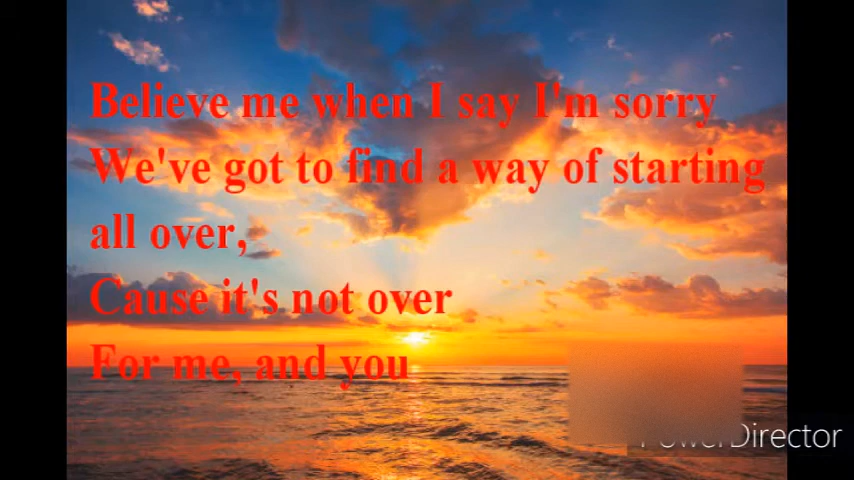 Believe me when I say I'm sorry
We've got to find a way of starting
all over,
Cause it's not over
For me, and you
PowerDirector